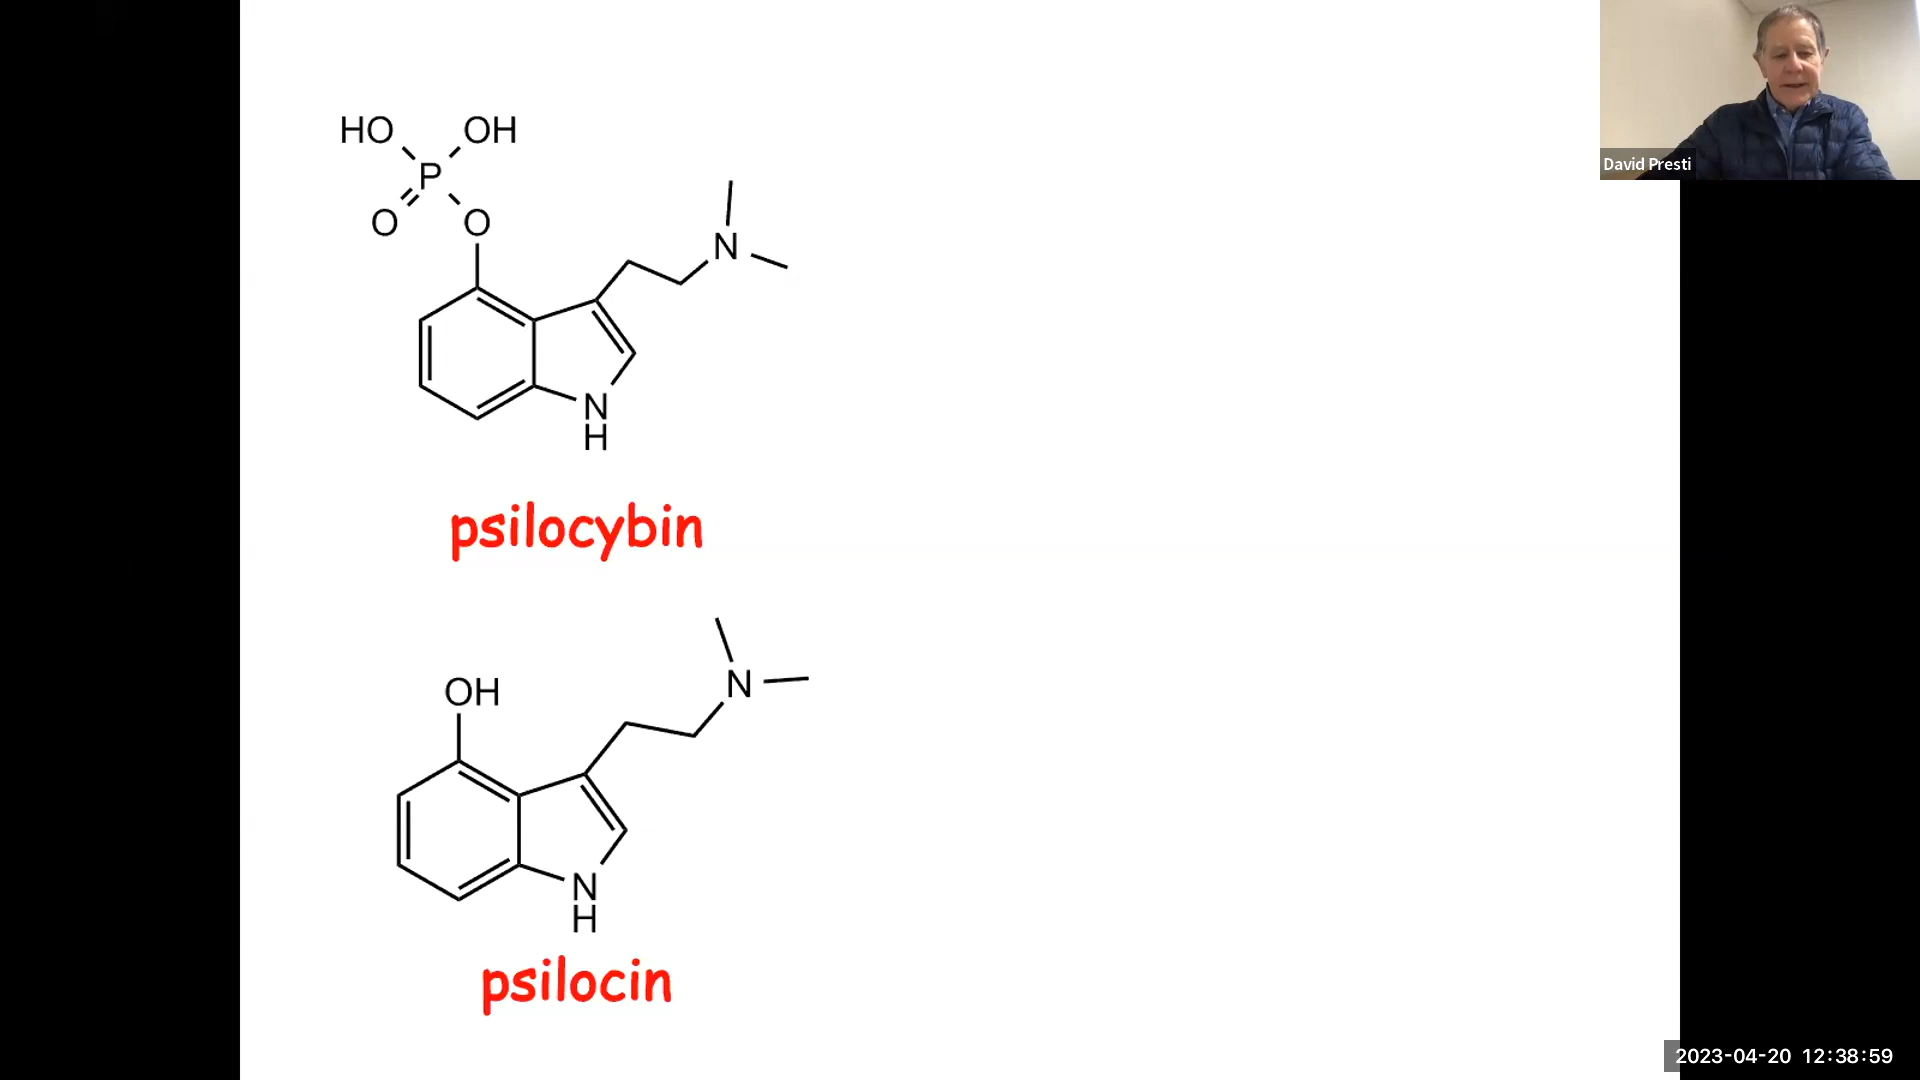 HO OH
P
O O
N
N
H
psilocybin
OH
N
N
H
psilocin
David Presti
2023-04-20 12:38:59